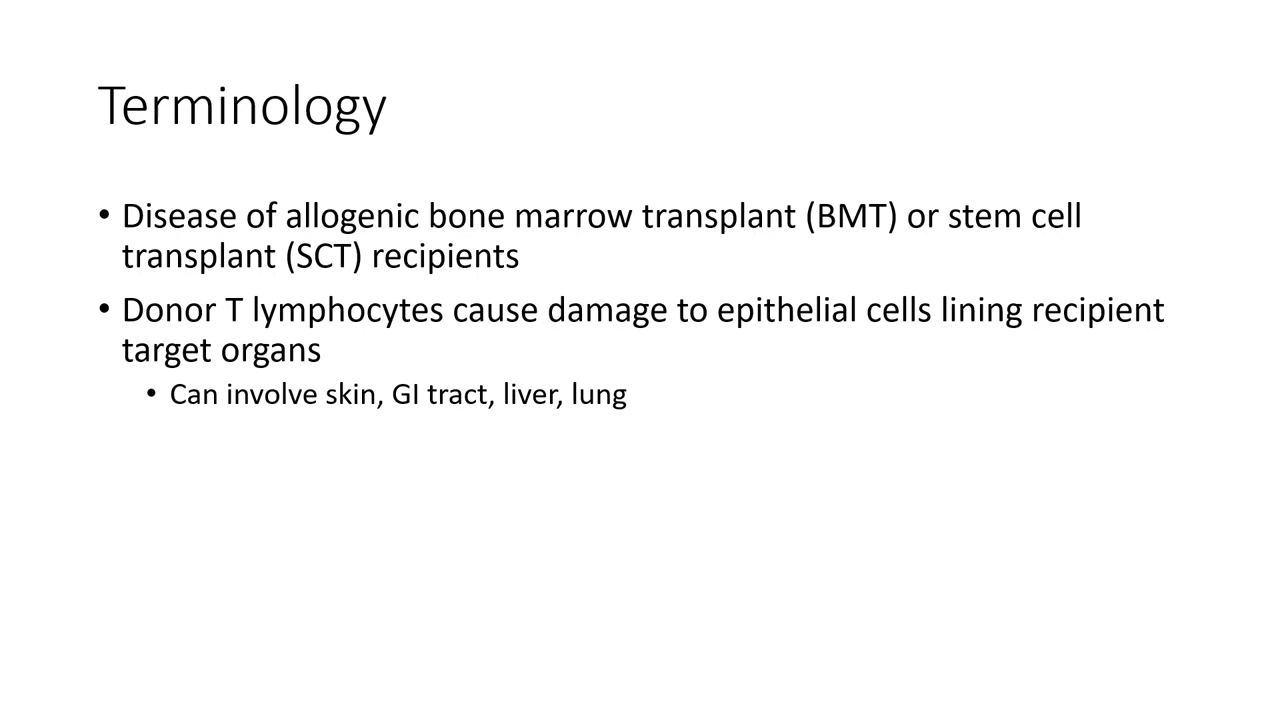 Terminology
• Disease of allogenic bone marrow transplant (BMT) or stem cell
transplant (SCT) recipients
• Donor T lymphocytes cause damage to epithelial cells lining recipient
target organs
• Can involve skin, GI tract, liver, lung